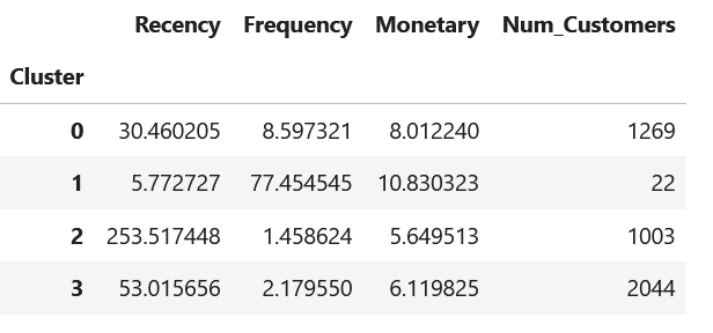 Recency Frequency Monetary Num_Customers
Cluster
0 30.460205 8.597321 8.012240 1269
1 5.772727 77.454545 10.830323 22
2 253.517448 1.458624 5.649513 1003
3 53.015656 2.179550 6.119825 2044